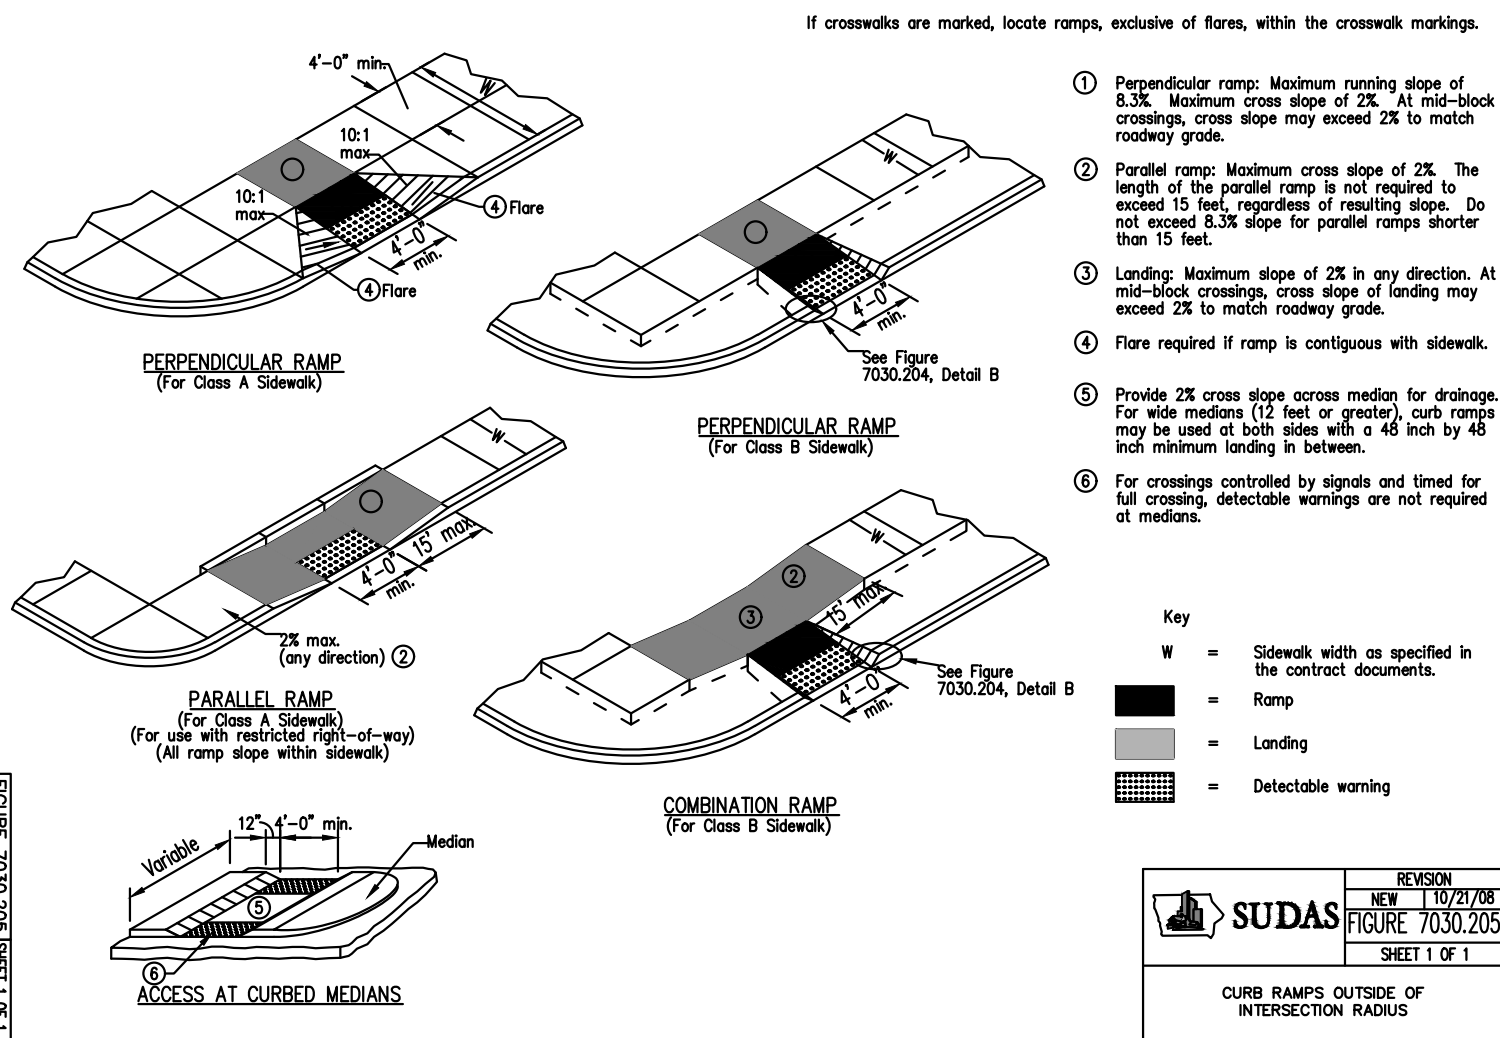 If crosswalks are marked, locate ramps, exclusive of flares, within the crosswalk markings.
4'-0" min.
W
10:1
max
10:1
max
4 Flare
4'-0"
min.
4 Flare
PERPENDICULAR RAMP
(For Class A Sidewalk)
W
4'-0"
min.
See Figure
7030.204, Detail B
PERPENDICULAR RAMP
(For Class B Sidewalk)
1 Perpendicular ramp: Maximum running slope of
8.3%. Maximum cross slope of 2%. At mid-block
crossings, cross slope may exceed 2% to match
roadway grade.
2 Parallel ramp: Maximum cross slope of 2%. The
length of the parallel ramp is not required to
exceed 15 feet, regardless of resulting slope. Do
not exceed 8.3% slope for parallel ramps shorter
than 15 feet.
3 Landing: Maximum slope of 2% in any direction. At
mid-block crossings, cross slope of landing may
exceed 2% to match roadway grade.
4 Flare required if ramp is contiguous with sidewalk.
5 Provide 2% cross slope across median for drainage.
For wide medians (12 feet or greater), curb ramps
may be used at both sides with a 48 inch by 48
inch minimum landing in between.
6 For crossings controlled by signals and timed for
full crossing, detectable warnings are not required
at medians.
W
15' max.
4'-0"
min.
2% max.
(any direction) 2
PARALLEL RAMP
(For Class A Sidewalk)
(For use with restricted right-of-way)
(All ramp slope within sidewalk)
W
2
3
15' max
4'-0"
min.
See Figure
7030.204, Detail B
COMBINATION RAMP
(For Class B Sidewalk)
Key
W = Sidewalk width as specified in
the contract documents.
= Ramp
= Landing
= Detectable warning
12" 4'-0" min.
Variable
Median
5
6
ACCESS AT CURBED MEDIANS
FIGURE 7030.205 SHEET 1 OF 1
SUDAS
REVISION
NEW 10/21/08
FIGURE 7030.205
SHEET 1 OF 1
CURB RAMPS OUTSIDE OF
INTERSECTION RADIUS